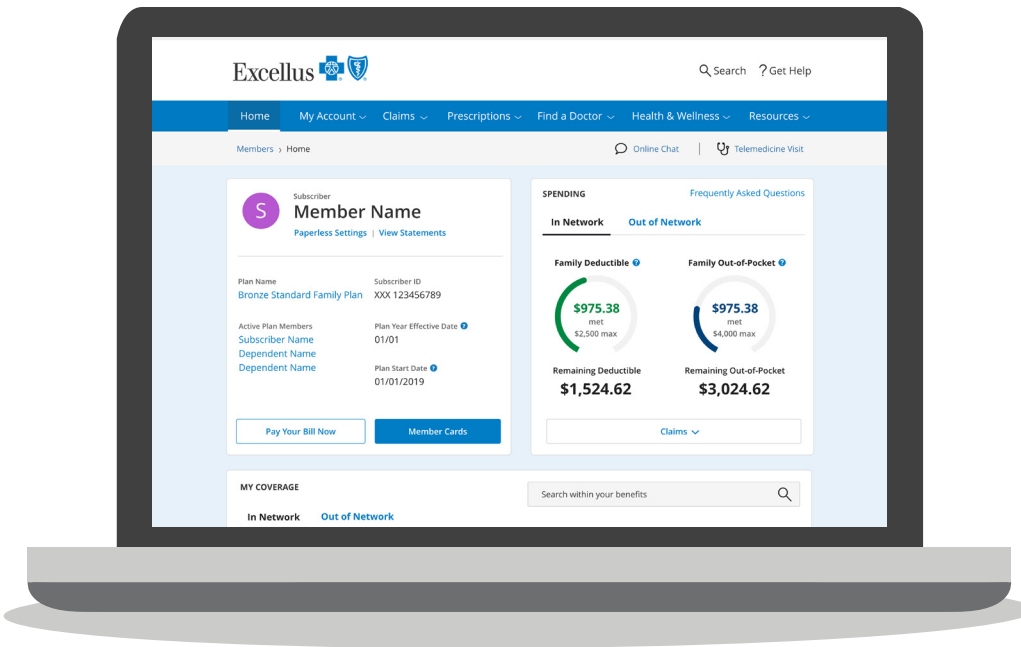 Excellus
Search ? Get Help
Home My Account Claims Prescriptions Find a Doctor Health & Wellness Resources
Members > Home
Online Chat | Telemedicine Visit
S
Subscriber
Member Name
Paperless Settings | View Statements
Plan Name
Bronze Standard Family Plan
Subscriber ID
XXX 123456789
Active Plan Members
Subscriber Name
Dependent Name
Dependent Name
Plan Year Effective Date ?
01/01
Plan Start Date ?
01/01/2019
Pay Your Bill Now
Member Cards
SPENDING
Frequently Asked Questions
In Network Out of Network
Family Deductible ?
$975.38
met
$2,500 max
Remaining Deductible
$1,524.62
Family Out-of-Pocket ?
$975.38
met
$4,000 max
Remaining Out-of-Pocket
$3,024.62
Claims
MY COVERAGE
Search within your benefits
In Network Out of Network